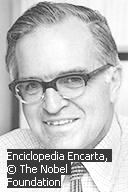 Enciclopedia Encarta,
© The Nobel
Foundation